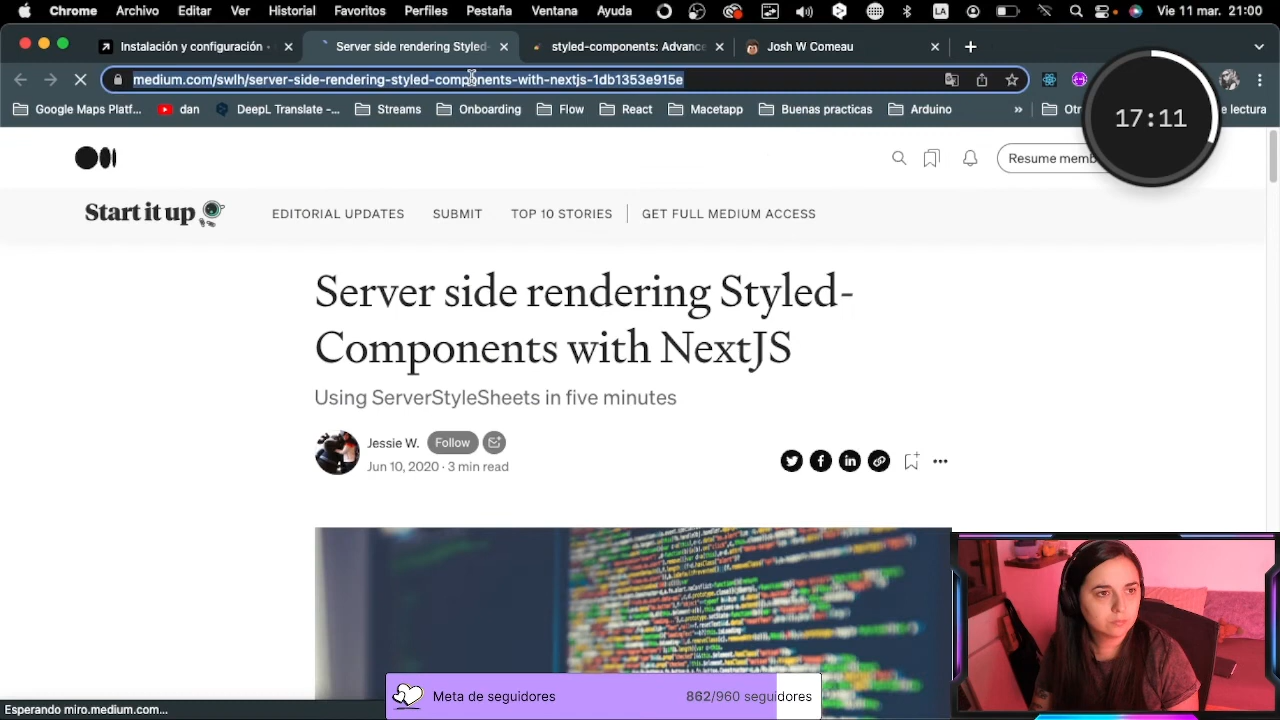 Chrome Archivo Editar Ver Historial Favoritos Perfiles Pestaña Ventana Ayuda LA Vie 11 mar. 21:00
Instalación y configuración Server side rendering Styled- styled-components: Advance Josh W Comeau
medium.com/swlh/server-side-rendering-styled-components-with-nextjs-1db1353e915e
Google Maps Platf... dan DeepL Translate –... Streams Onboarding Flow React Macetapp Buenas practicas Arduino » Otr e lectura
17:11
Resume memb
Start it up EDITORIAL UPDATES SUBMIT TOP 10 STORIES GET FULL MEDIUM ACCESS
Server side rendering Styled-
Components with NextJS
Using ServerStyleSheets in five minutes
Jessie W. Follow
Jun 10, 2020 · 3 min read
Meta de seguidores 862/960 seguidores
Esperando miro.medium.com...